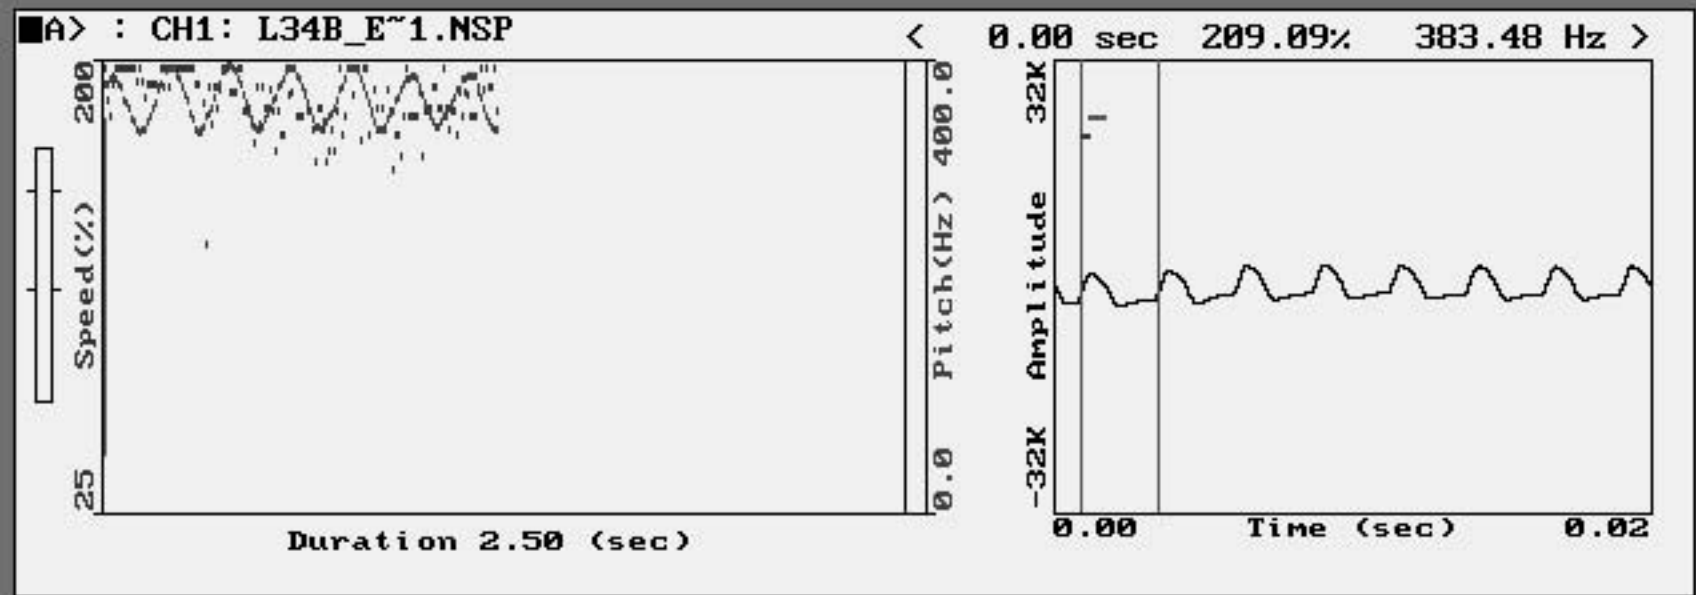 ■A> : CH1: L34B_E~1.NSP
< 0.00 sec 209.09% 383.48 Hz >
200
Speed(%)
25
400.0
Pitch(Hz)
0.0
Duration 2.50 (sec)
32K
Amplitude
-32K
0.00 Time (sec) 0.02